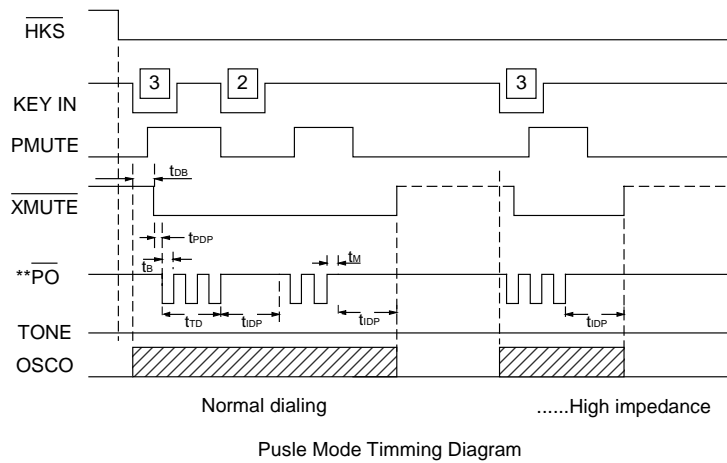 HKS
3 2 3
KEY IN
PMUTE
tDB
XMUTE
tPDP
tB tM
**PO
tTD tIDP tIDP tIDP
TONE
OSCO
Normal dialing ......High impedance
Pusle Mode Timming Diagram